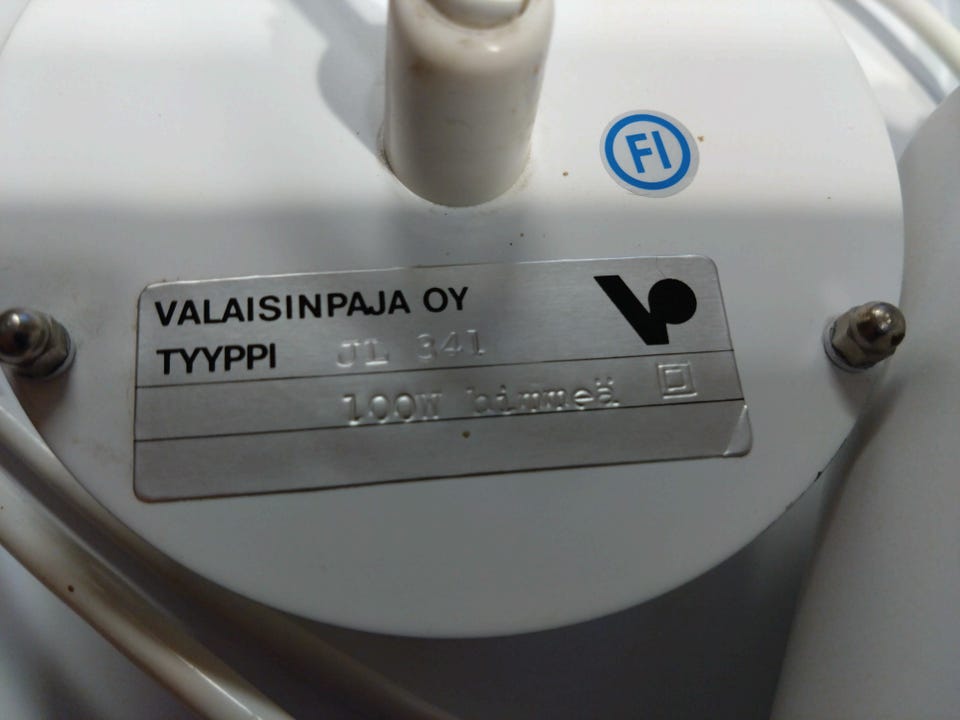 FI
VALAISINPAJA OY
TYYPPI JL 341
100W himmeä